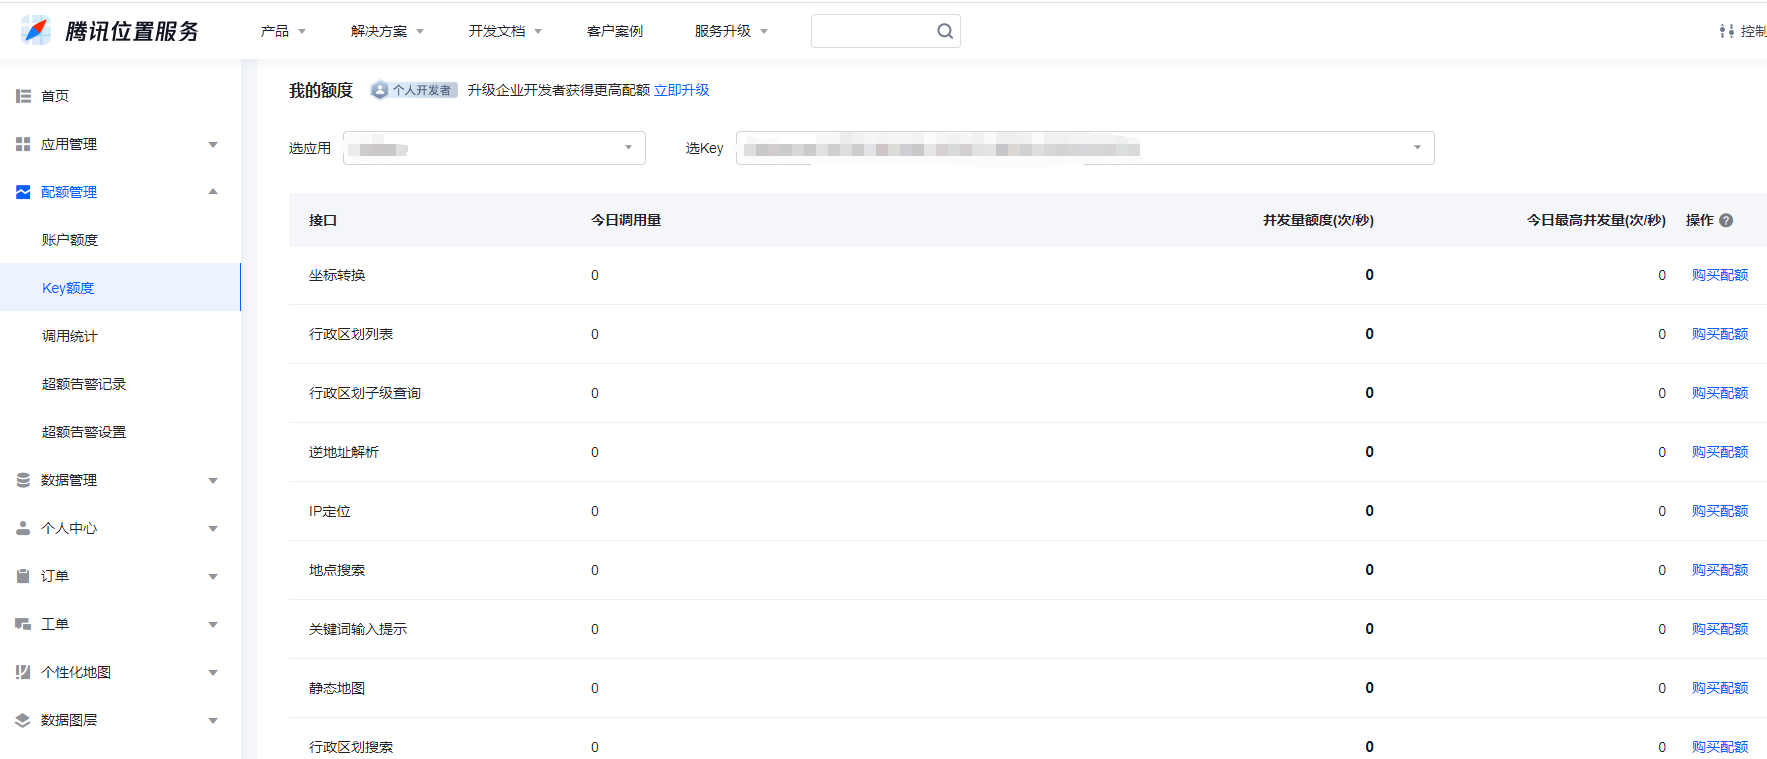 腾讯位置服务 产品 解决方案 开发文档 客户案例 服务升级 控制
首页
应用管理
配额管理
账户额度
Key额度
调用统计
超额告警记录
超额告警设置
数据管理
个人中心
订单
工单
个性化地图
数据图层
我的额度 个人开发者 升级企业开发者获得更高配额 立即升级
选应用 选Key
接口 今日调用量 并发量额度(次/秒) 今日最高并发量(次/秒) 操作 ?
坐标转换 0 0 0 购买配额
行政区划列表 0 0 0 购买配额
行政区划子级查询 0 0 0 购买配额
逆地址解析 0 0 0 购买配额
IP定位 0 0 0 购买配额
地点搜索 0 0 0 购买配额
关键词输入提示 0 0 0 购买配额
静态地图 0 0 0 购买配额
行政区划搜索 0 0 0 购买配额